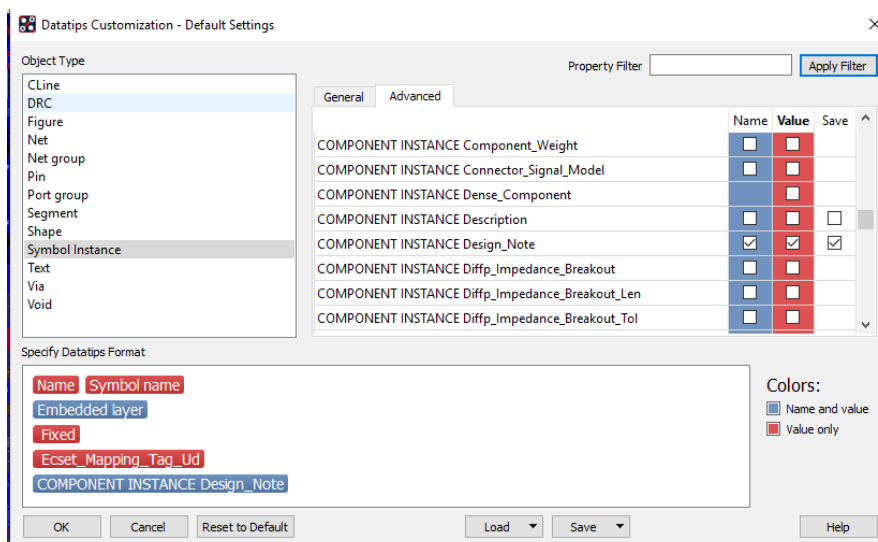 Datatips Customization - Default Settings
Object Type
Property Filter
Apply Filter
CLine
DRC
Figure
Net
Net group
Pin
Port group
Segment
Shape
Symbol Instance
Text
Via
Void
General Advanced
Name Value Save
COMPONENT INSTANCE Component_Weight
COMPONENT INSTANCE Connector_Signal_Model
COMPONENT INSTANCE Dense_Component
COMPONENT INSTANCE Description
COMPONENT INSTANCE Design_Note
COMPONENT INSTANCE Diffp_Impedance_Breakout
COMPONENT INSTANCE Diffp_Impedance_Breakout_Len
COMPONENT INSTANCE Diffp_Impedance_Breakout_Tol
Specify Datatips Format
Name Symbol name
Embedded layer
Fixed
Ecset_Mapping_Tag_Ud
COMPONENT INSTANCE Design_Note
Colors:
Name and value
Value only
OK Cancel Reset to Default Load Save Help